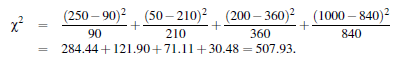 χ² = (250−90)²/90 + (50−210)²/210 + (200−360)²/360 + (1000−840)²/840
= 284.44+121.90+71.11+30.48 = 507.93.